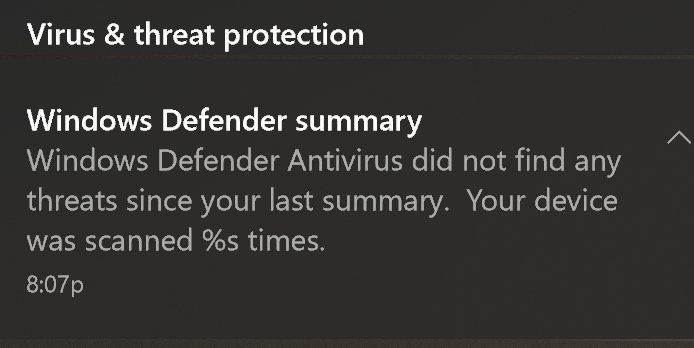 Virus & threat protection
Windows Defender summary
Windows Defender Antivirus did not find any
threats since your last summary.  Your device
was scanned %s times.
8:07p